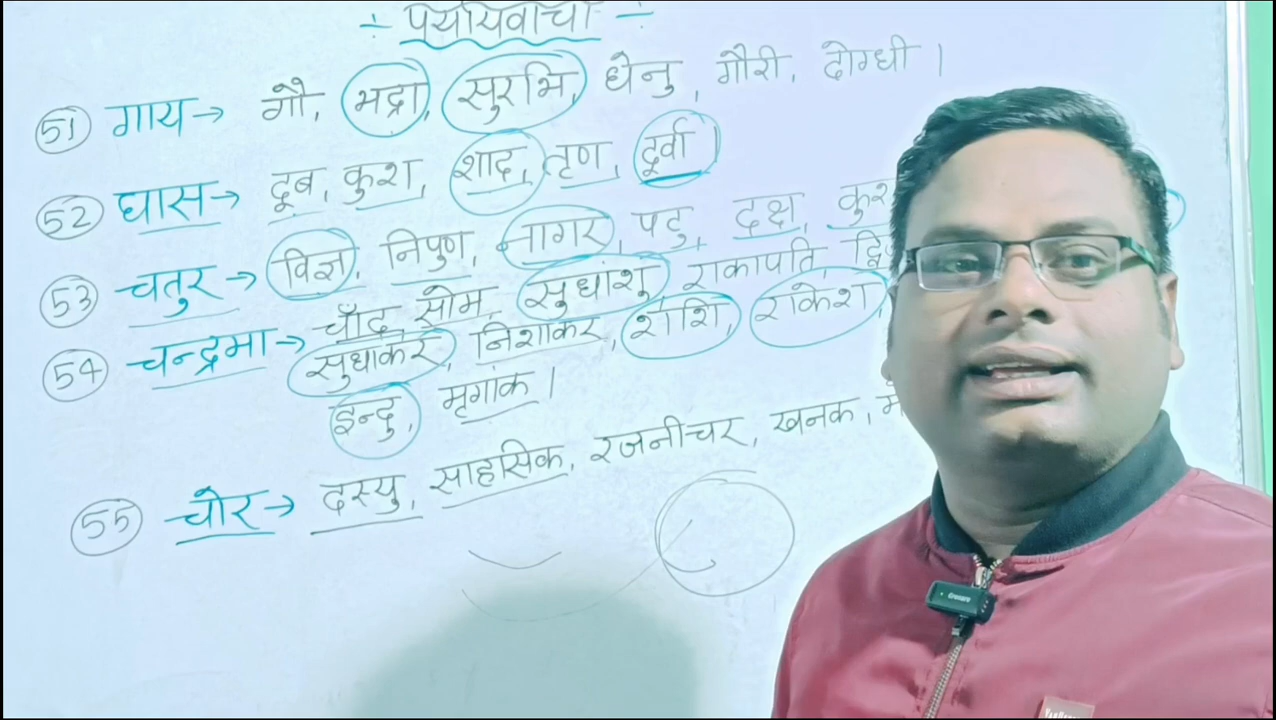 ÷ पर्यायवाची ÷
51 गाय → गौ, भद्रा, सुरभि, धेनु, गौरी, दोग्धी ।
52 घास → दूब, कुश, शाद, तृण, दूर्वा ।
53 चतुर → विज्ञ, निपुण, नागर, पटु, दक्ष,
54 चन्द्रमा → चाँद, सोम, सुधांशु, राकापति,
सुधाकर, निशाकर, शशि, राकेश,
इन्दु, मृगांक ।
55 चोर → दस्यु, साहसिक, रजनीचर, खनक,